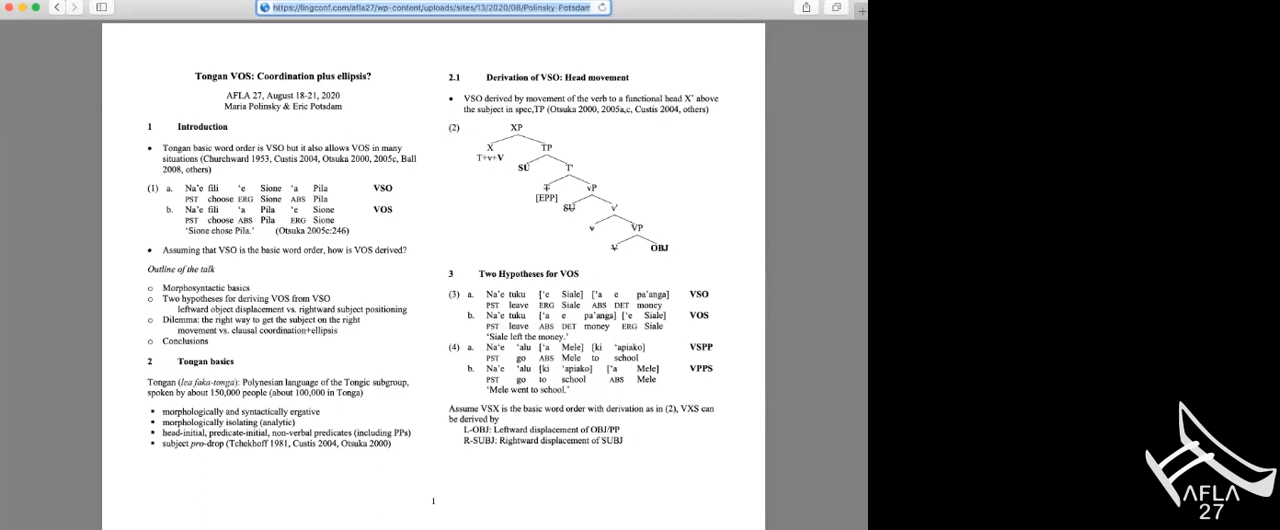 https://lingconf.com/afla27/wp-content/uploads/sites/13/2020/08/Polinsky-Potsdam
Tongan VOS: Coordination plus ellipsis?
AFLA 27, August 18-21, 2020
Maria Polinsky & Eric Potsdam
1 Introduction
• Tongan basic word order is VSO but it also allows VOS in many
situations (Churchward 1953, Custis 2004, Otsuka 2000, 2005c, Ball
2008, others)
(1) a. Na'e fili 'e Sione 'a Pila VSO
PST choose ERG Sione ABS Pila
b. Na'e fili 'a Pila 'e Sione VOS
PST choose ABS Pila ERG Sione
'Sione chose Pila.' (Otsuka 2005c:246)
• Assuming that VSO is the basic word order, how is VOS derived?
Outline of the talk
o Morphosyntactic basics
o Two hypotheses for deriving VOS from VSO
leftward object displacement vs. rightward subject positioning
o Dilemma: the right way to get the subject on the right
movement vs. clausal coordination+ellipsis
o Conclusions
2 Tongan basics
Tongan (lea faka-tonga): Polynesian language of the Tongic subgroup,
spoken by about 150,000 people (about 100,000 in Tonga)
▪ morphologically and syntactically ergative
▪ morphologically isolating (analytic)
▪ head-initial, predicate-initial, non-verbal predicates (including PPs)
▪ subject pro-drop (Tchekhoff 1981, Custis 2004, Otsuka 2000)
2.1 Derivation of VSO: Head movement
• VSO derived by movement of the verb to a functional head X° above
the subject in spec,TP (Otsuka 2000, 2005a,c, Custis 2004, others)
(2) XP
X TP
T+v+V
SU T'
T vP
[EPP]
SU v'
v VP
V OBJ
3 Two Hypotheses for VOS
(3) a. Na'e tuku ['e Siale] ['a e pa'anga] VSO
PST leave ERG Siale ABS DET money
b. Na'e tuku ['a e pa'anga] ['e Siale] VOS
PST leave ABS DET money ERG Siale
'Siale left the money.'
(4) a. Na'e 'alu ['a Mele] [ki 'apiako] VSPP
PST go ABS Mele to school
b. Na'e 'alu [ki 'apiako] ['a Mele] VPPS
PST go to school ABS Mele
'Mele went to school.'
Assume VSX is the basic word order with derivation as in (2), VXS can
be derived by
L-OBJ: Leftward displacement of OBJ/PP
R-SUBJ: Rightward displacement of SUBJ
1
AFLA
27